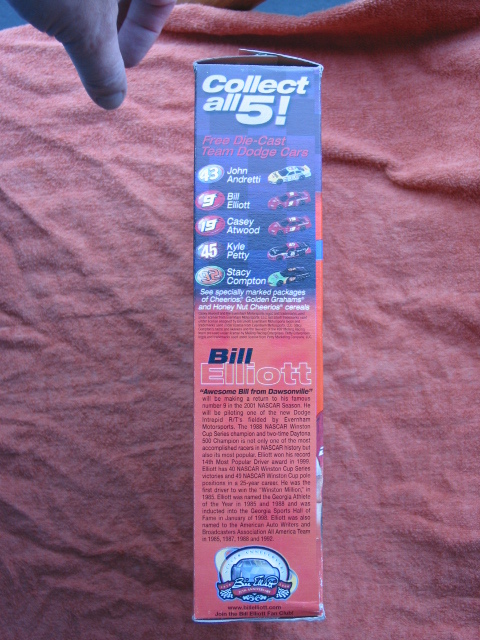 Collect
all 5!
Free Die-Cast
Team Dodge Cars
43 John
Andretti
9 Bill
Elliott
19 Casey
Atwood
45 Kyle
Petty
92 Stacy
Compton
See specially marked packages
of Cheerios,® Golden Grahams®
and Honey Nut Cheerios® cereals
Bill
Elliott
"Awesome Bill from Dawsonville"
will be making a return to his famous
number 9 in the 2001 NASCAR Season. He
will be piloting one of the new Dodge
Intrepid R/T's fielded by Evernham
Motorsports. The 1988 NASCAR Winston
Cup Series champion and two-time Daytona
500 Champion is not only one of the most
accomplished racers in NASCAR history but
also its most popular. Elliott won his record
14th Most Popular Driver award in 1999.
Elliott has 40 NASCAR Winston Cup Series
victories and 49 NASCAR Winston Cup pole
positions in a 25-year career. He was the
first driver to win the "Winston Million," in
1985. Elliott was named the Georgia Athlete
of the Year in 1985 and 1988 and was
inducted into the Georgia Sports Hall of
Fame in January of 1998. Elliott was also
named to the American Auto Writers and
Broadcasters Association All America Team
in 1985, 1987, 1988 and 1992.
www.billelliott.com
Join the Bill Elliott Fan Club!